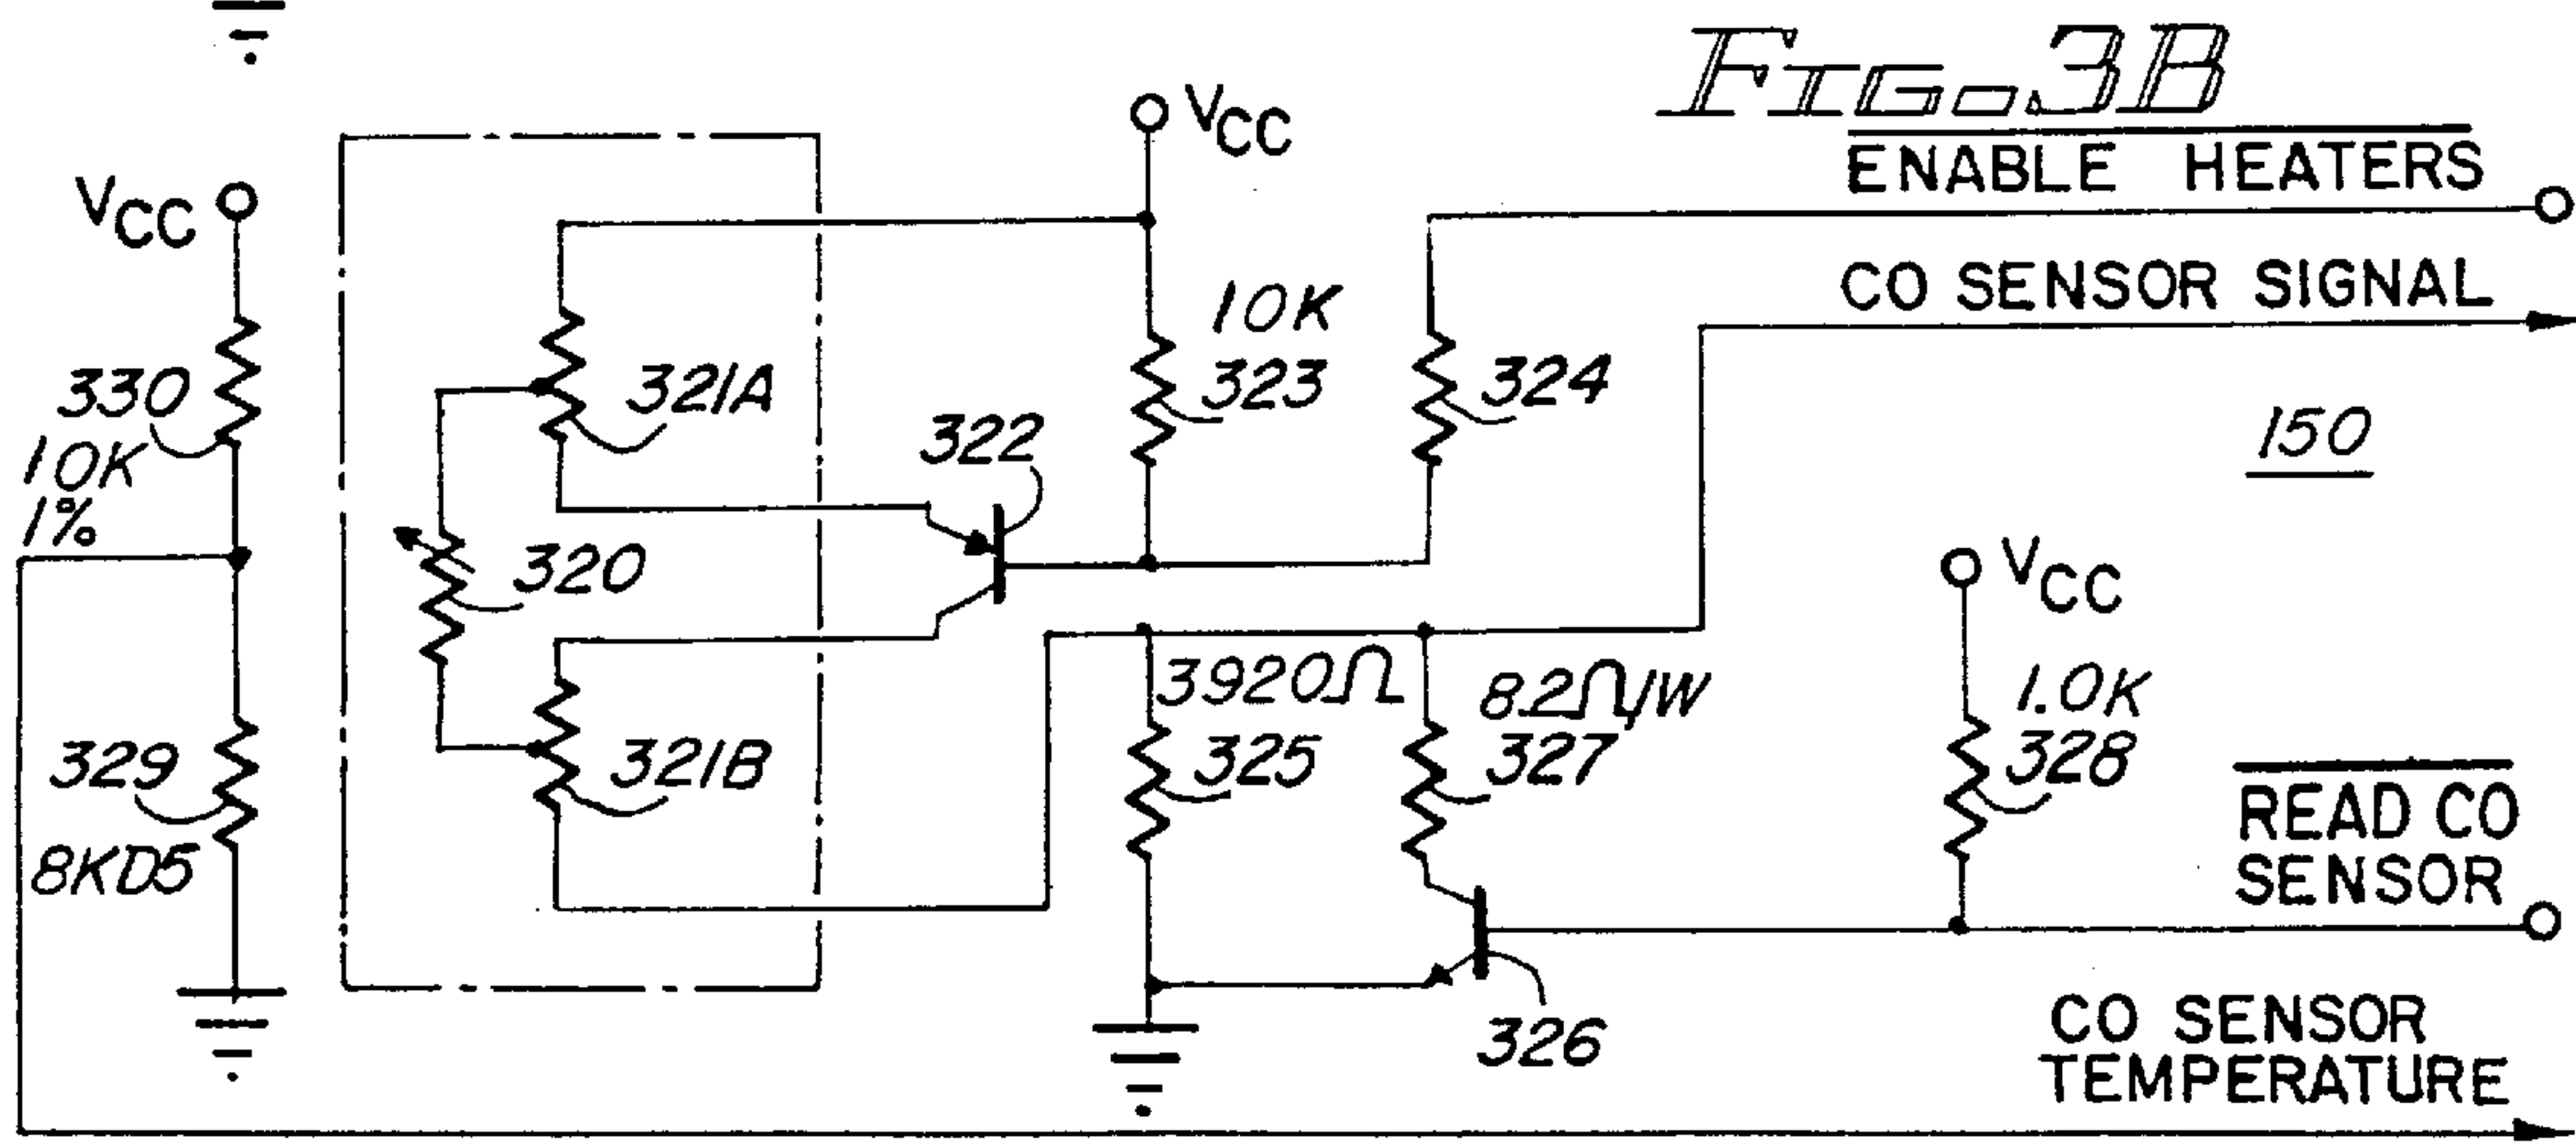 FIG. 3B
VCC
ENABLE HEATERS
VCC
CO SENSOR SIGNAL
10K
323
324
330
321A
10K
1%
322
150
320
VCC
3920Ω
8.2Ω,1W
1.0K
329
321B
325
327
328
READ CO
SENSOR
8KD5
326
CO SENSOR
TEMPERATURE